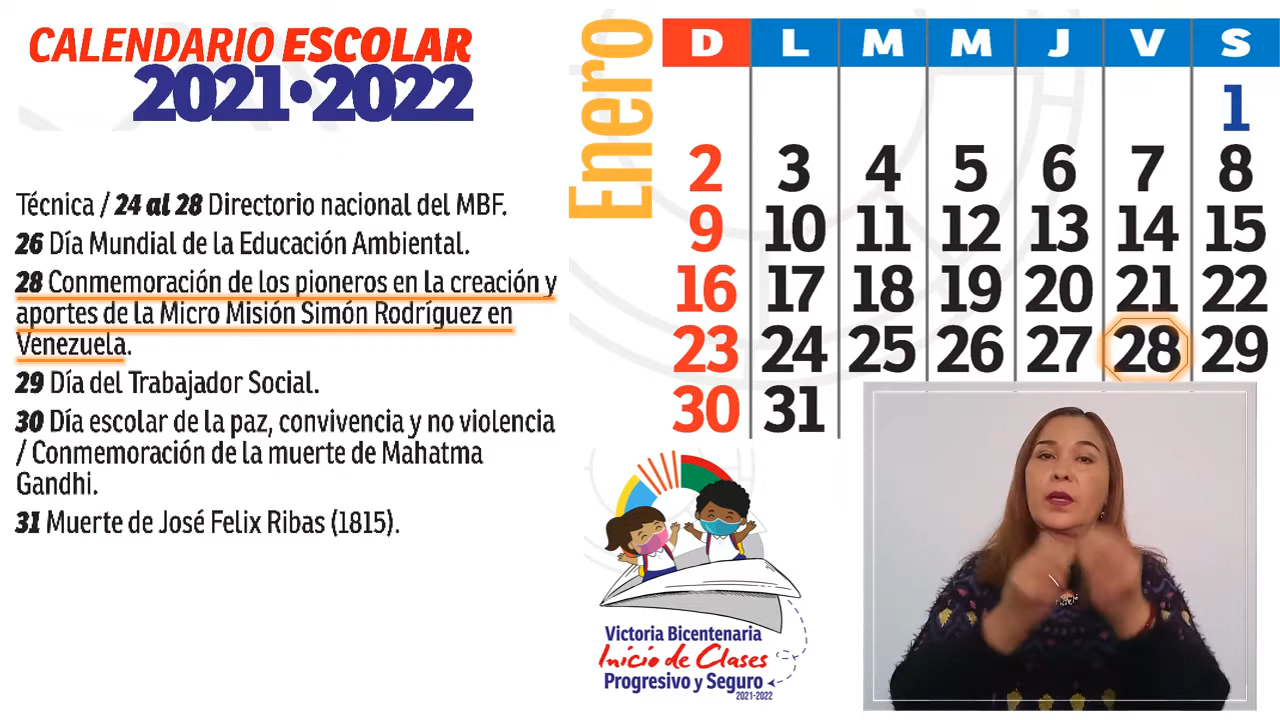 CALENDARIO ESCOLAR
2021•2022
Técnica / 24 al 28 Directorio nacional del MBF.
26 Día Mundial de la Educación Ambiental.
28 Conmemoración de los pioneros en la creación y
aportes de la Micro Misión Simón Rodríguez en
Venezuela.
29 Día del Trabajador Social.
30 Día escolar de la paz, convivencia y no violencia
/ Conmemoración de la muerte de Mahatma
Gandhi.
31 Muerte de José Felix Ribas (1815).
Enero
D L M M J V S
1
2 3 4 5 6 7 8
9 10 11 12 13 14 15
16 17 18 19 20 21 22
23 24 25 26 27 28 29
30 31
Victoria Bicentenaria
Inicio de Clases
Progresivo y Seguro
2021-2022